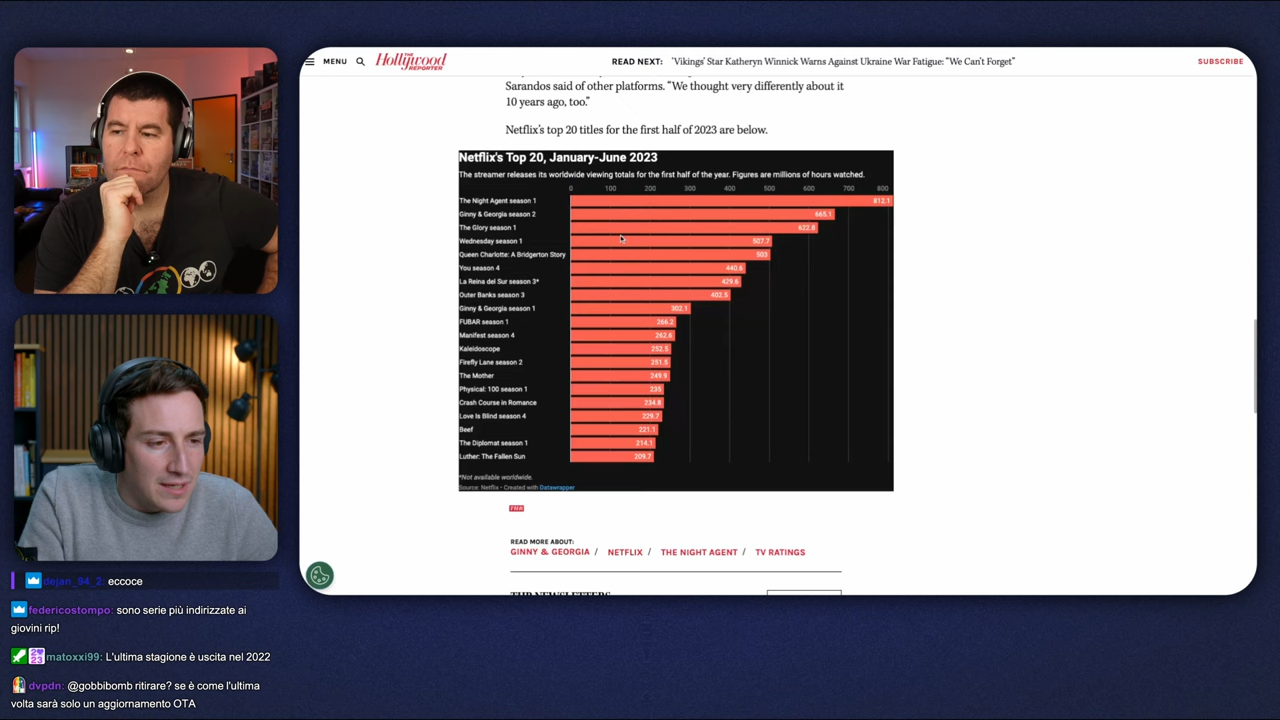 MENU
THE
Hollywood
REPORTER
READ NEXT: 'Vikings' Star Katheryn Winnick Warns Against Ukraine War Fatigue: “We Can't Forget”
SUBSCRIBE
Sarandos said of other platforms. “We thought very differently about it
10 years ago, too.”
Netflix's top 20 titles for the first half of 2023 are below.
Netflix's Top 20, January-June 2023
The streamer releases its worldwide viewing totals for the first half of the year. Figures are millions of hours watched.
0 100 200 300 400 500 600 700 800
The Night Agent season 1 812.1
Ginny & Georgia season 2 665.1
The Glory season 1 622.8
Wednesday season 1 507.7
Queen Charlotte: A Bridgerton Story 503
You season 4 440.6
La Reina del Sur season 3* 429.6
Outer Banks season 3 402.5
Ginny & Georgia season 1 302.1
FUBAR season 1 266.2
Manifest season 4 262.6
Kaleidoscope 252.5
Firefly Lane season 2 251.5
The Mother 249.9
Physical: 100 season 1 235
Crash Course in Romance 234.8
Love Is Blind season 4 229.7
Beef 221.1
The Diplomat season 1 214.1
Luther: The Fallen Sun 209.7
*Not available worldwide.
Source: Netflix • Created with Datawrapper
THR
READ MORE ABOUT:
GINNY & GEORGIA / NETFLIX / THE NIGHT AGENT / TV RATINGS
THR NEWSLETTERS
dejan_94_2: eccoce
federicostompo: sono serie più indirizzate ai
giovini rip!
matoxxi99: L'ultima stagione è uscita nel 2022
dvpdn: @gobbibomb ritirare? se è come l'ultima
volta sarà solo un aggiornamento OTA